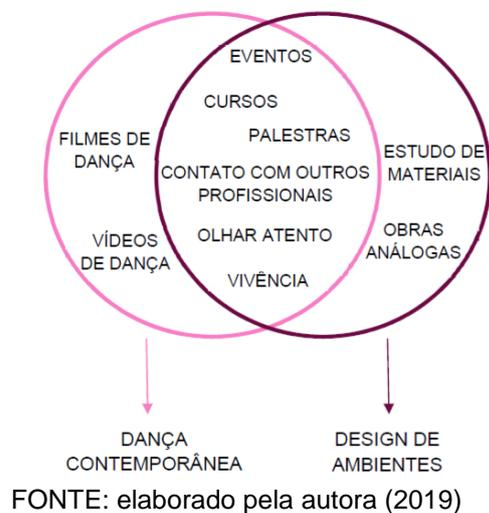 EVENTOS
CURSOS
PALESTRAS
FILMES DE
DANÇA
ESTUDO DE
MATERIAIS
CONTATO COM OUTROS
PROFISSIONAIS
VÍDEOS
DE DANÇA
OLHAR ATENTO
OBRAS
ANÁLOGAS
VIVÊNCIA
DANÇA
CONTEMPORÂNEA
DESIGN DE
AMBIENTES
FONTE: elaborado pela autora (2019)